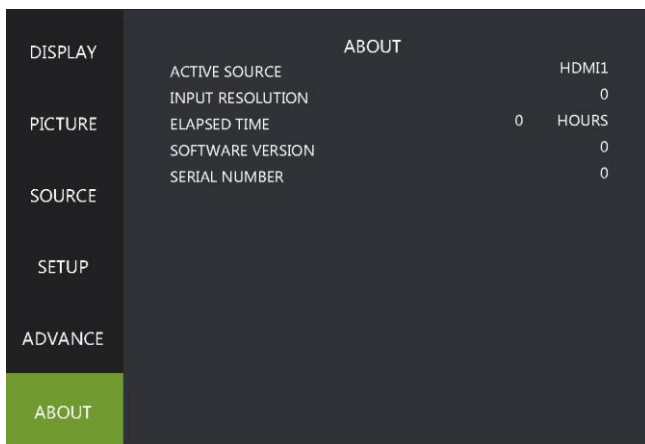 DISPLAY
PICTURE
SOURCE
SETUP
ADVANCE
ABOUT
ABOUT
ACTIVE SOURCE HDMI1
INPUT RESOLUTION 0
ELAPSED TIME 0 HOURS
SOFTWARE VERSION 0
SERIAL NUMBER 0